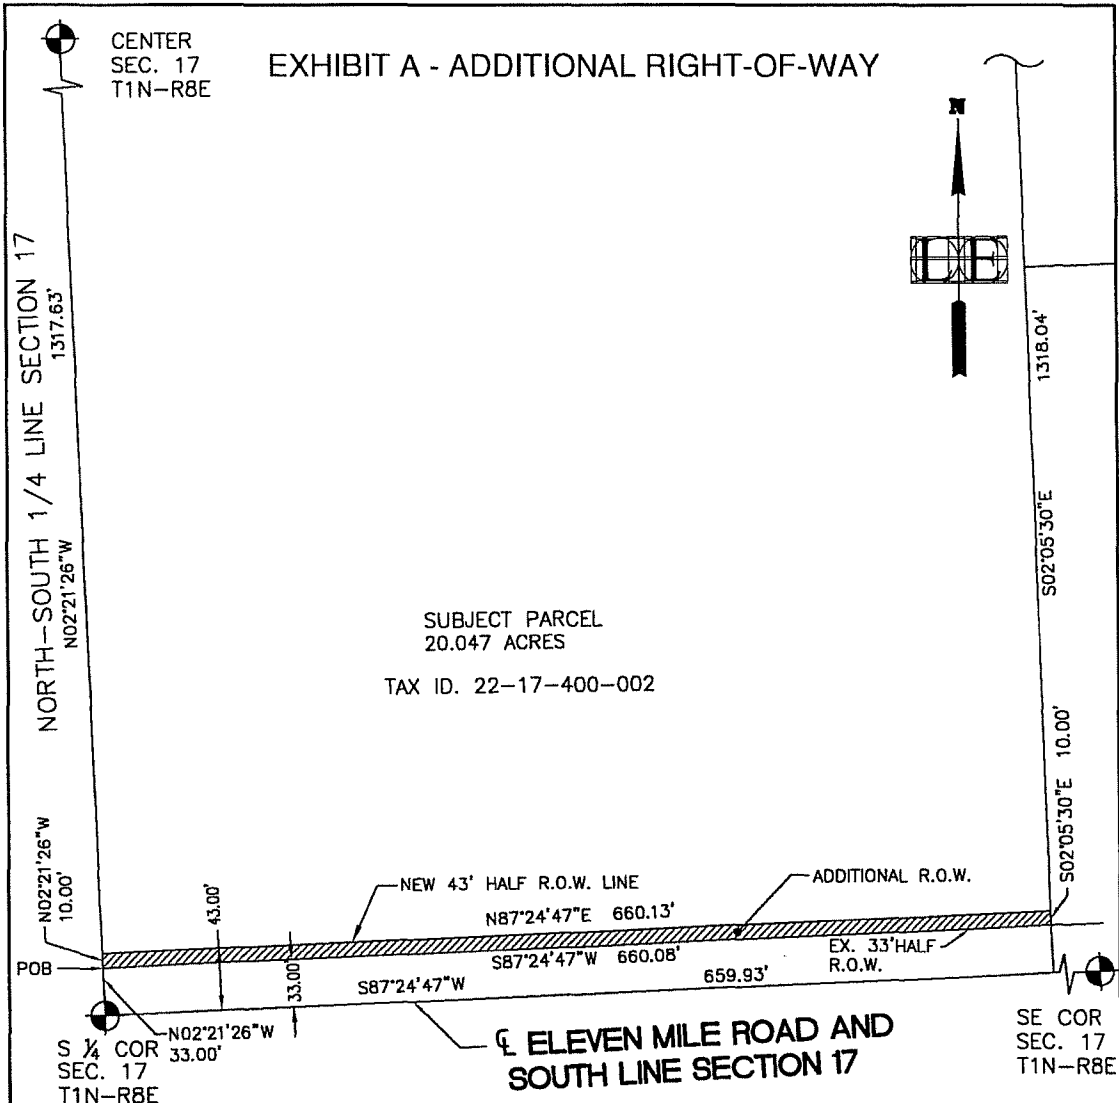 CENTER
SEC. 17
T1N-R8E
EXHIBIT A - ADDITIONAL RIGHT-OF-WAY
N
NORTH-SOUTH 1/4 LINE SECTION 17
1317.63'
N02°21'26"W
1318.04'
S02°05'30"E
SUBJECT PARCEL
20.047 ACRES
TAX ID. 22-17-400-002
N02°21'26"W
10.00'
S02°05'30"E 10.00'
43.00'
NEW 43' HALF R.O.W. LINE
ADDITIONAL R.O.W.
N87°24'47"E 660.13'
POB
33.00'
S87°24'47"W 660.08'
EX. 33'HALF
R.O.W.
S87°24'47"W 659.93'
N02°21'26"W
33.00'
S ¼ COR
SEC. 17
T1N-R8E
℄ ELEVEN MILE ROAD AND
SOUTH LINE SECTION 17
SE COR
SEC. 17
T1N-R8E